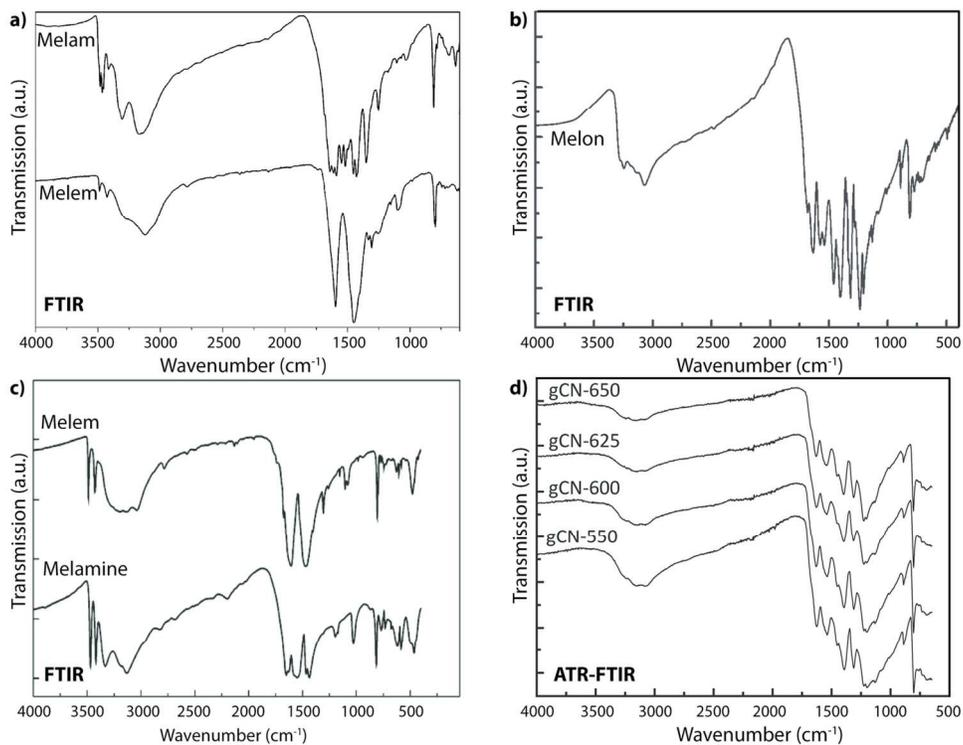 a)
Melam
Melem
FTIR
Transmission (a.u.)
4000 3500 3000 2500 2000 1500 1000
Wavenumber (cm⁻¹)
b)
Melon
FTIR
Transmission (a.u.)
4000 3500 3000 2500 2000 1500 1000 500
Wavenumber (cm⁻¹)
c)
Melem
Melamine
FTIR
Transmission (a.u.)
4000 3500 3000 2500 2000 1500 1000 500
Wavenumber (cm⁻¹)
d)
gCN-650
gCN-625
gCN-600
gCN-550
ATR-FTIR
Transmission (a.u.)
4000 3500 3000 2500 2000 1500 1000 500
Wavenumber (cm⁻¹)